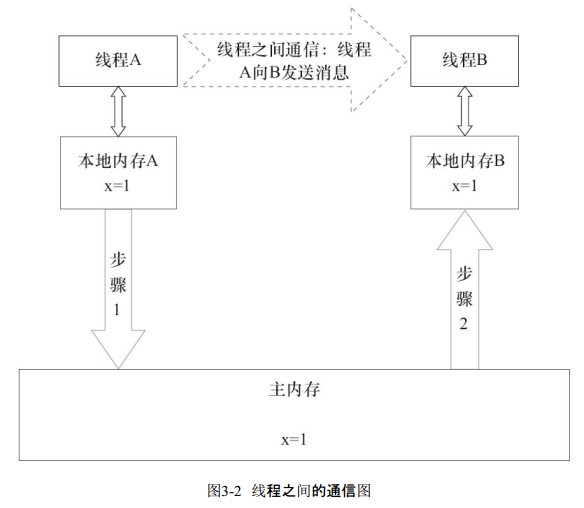 线程A
线程之间通信：线程
A向B发送消息
线程B
本地内存A
x=1
本地内存B
x=1
步
骤
1
步
骤
2
主内存
x=1
图3-2 线程之间的通信图